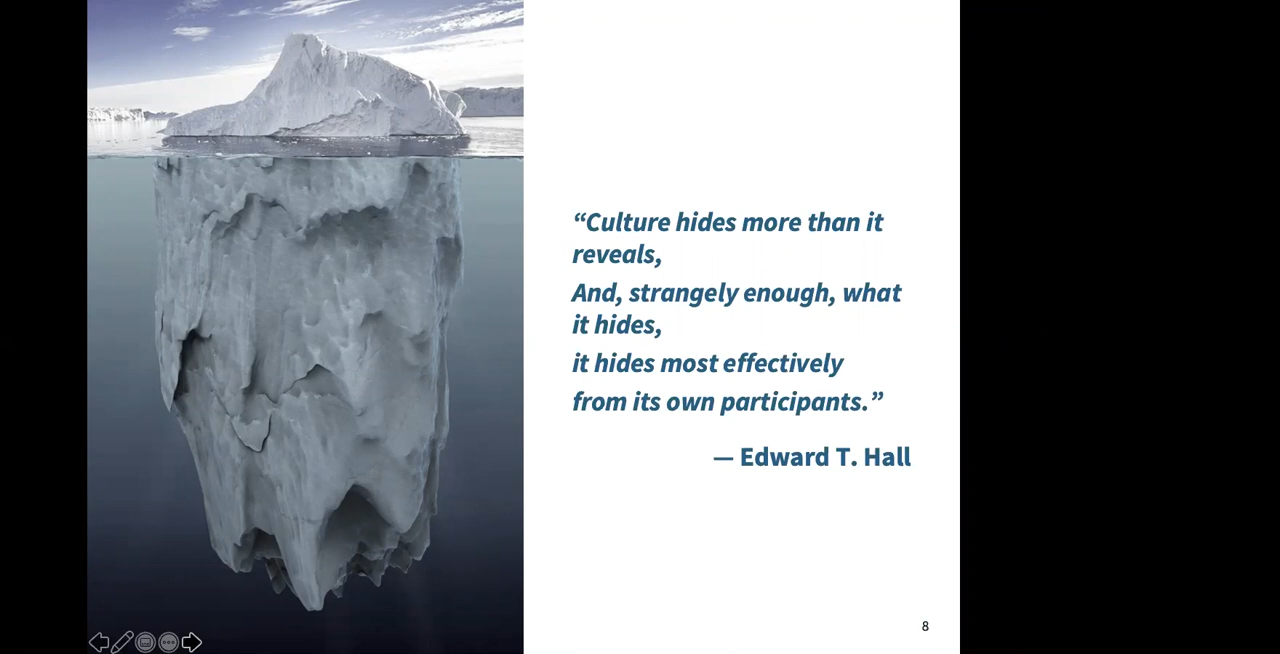 “Culture hides more than it
reveals,
And, strangely enough, what
it hides,
it hides most effectively
from its own participants.”
— Edward T. Hall
8